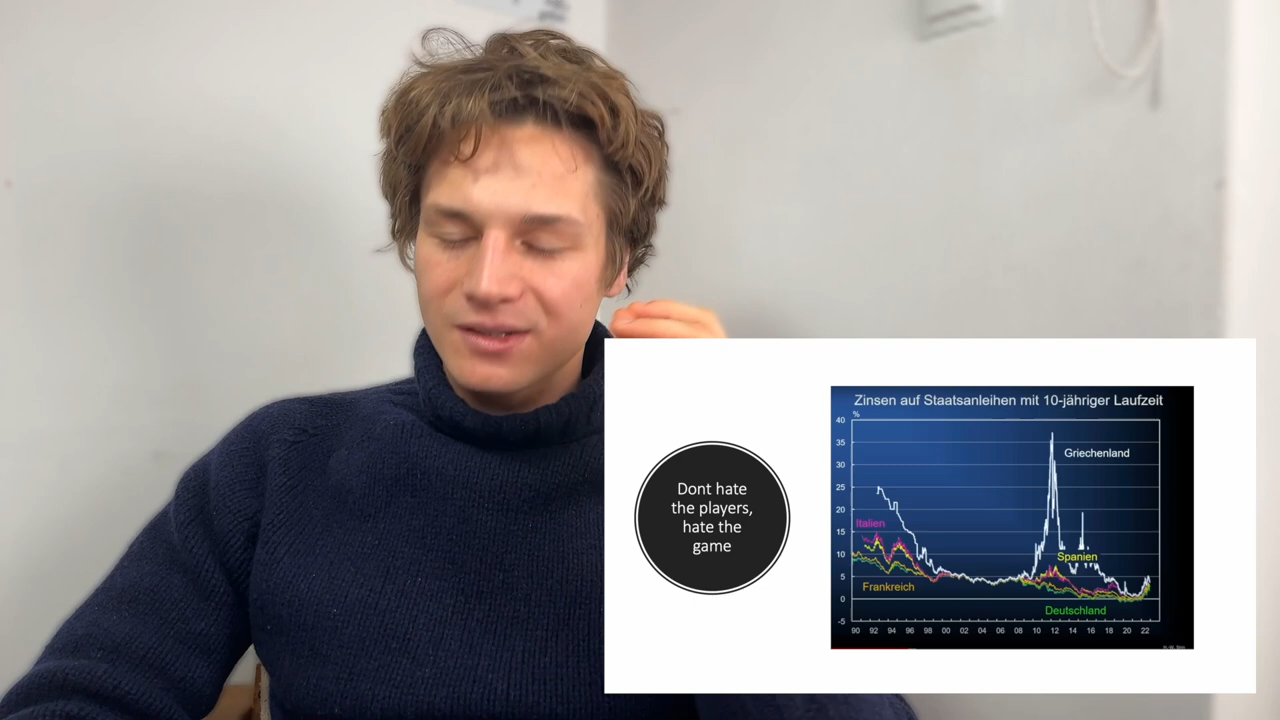 Dont hate
the players,
hate the
game
Zinsen auf Staatsanleihen mit 10-jähriger Laufzeit
%
40
35
30
25
20
15
10
5
0
-5
Griechenland
Italien
Spanien
Frankreich
Deutschland
90 92 94 96 98 00 02 04 06 08 10 12 14 16 18 20 22